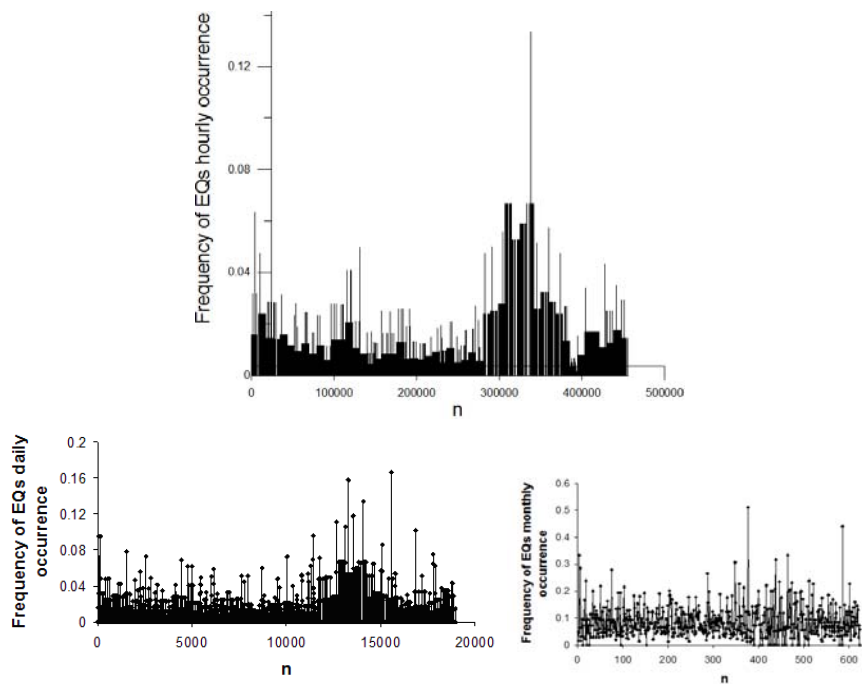 Frequency of EQs hourly occurrence
0.12
0.08
0.04
0
0 100000 200000 300000 400000 500000
n
Frequency of EQs daily
occurrence
0.2
0.16
0.12
0.08
0.04
0
0 5000 10000 15000 20000
n
Frequency of EQs monthly
occurrence
0.6
0.5
0.4
0.3
0.2
0.1
0
0 100 200 300 400 500 600
n